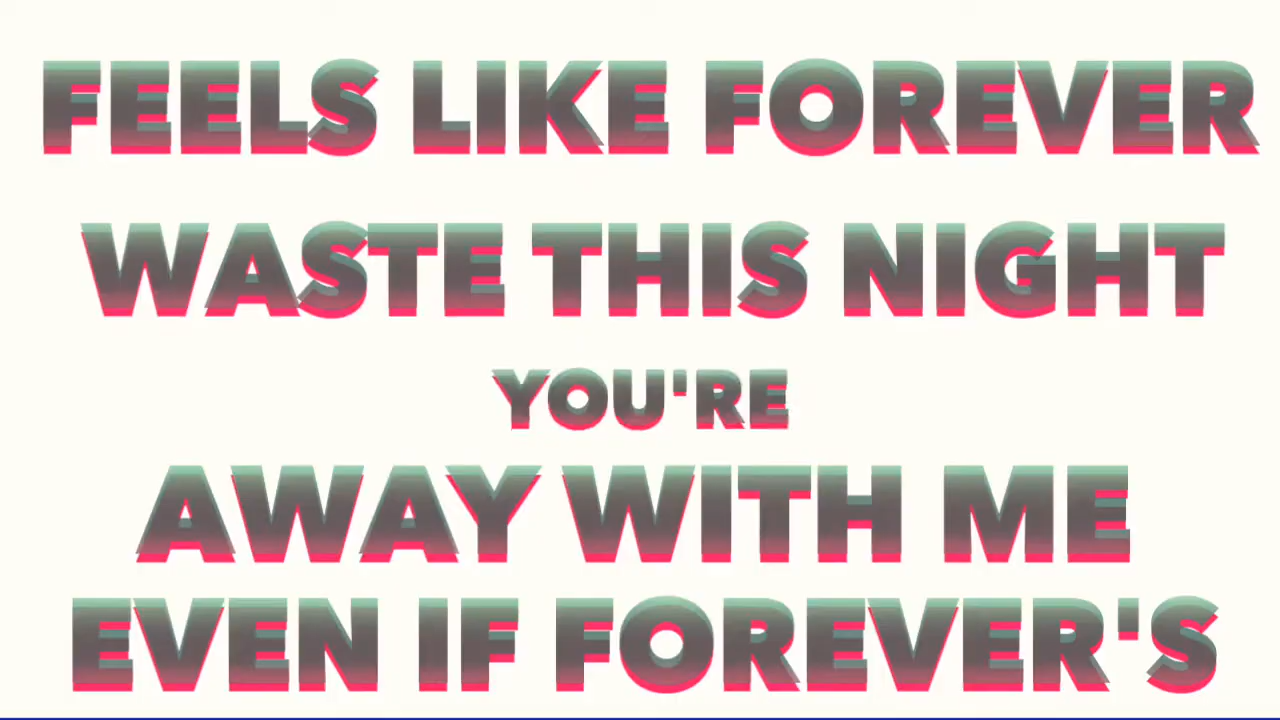 FEELS LIKE FOREVER
WASTE THIS NIGHT
YOU'RE
AWAY WITH ME
EVEN IF FOREVER'S